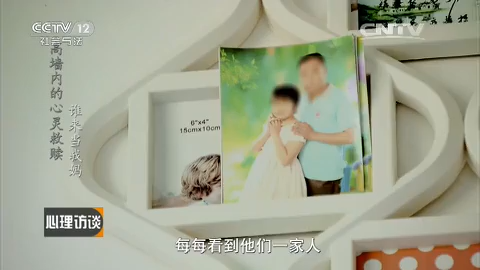 CCTV 12
社会与法
CNTV
高墙内的心灵救赎
谁来当我妈
6"x4"
15cmx10cm
心理访谈
每每看到他们一家人